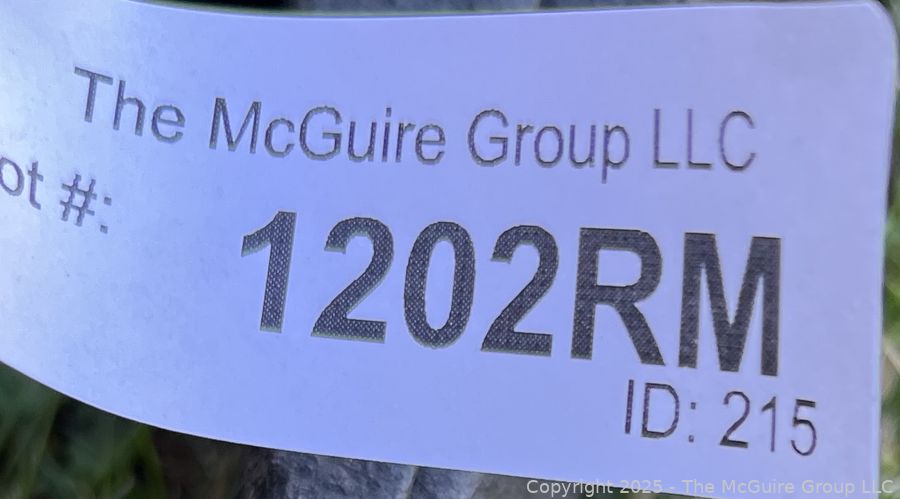 The McGuire Group LLC
ot #:
1202RM
ID: 215
Copyright 2025 - The McGuire Group LLC